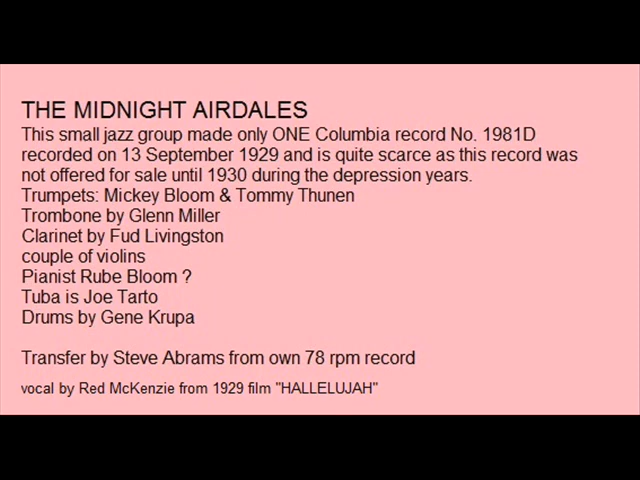 THE MIDNIGHT AIRDALES
This small jazz group made only ONE Columbia record No. 1981D
recorded on 13 September 1929 and is quite scarce as this record was
not offered for sale until 1930 during the depression years.
Trumpets: Mickey Bloom & Tommy Thunen
Trombone by Glenn Miller
Clarinet by Fud Livingston
couple of violins
Pianist Rube Bloom ?
Tuba is Joe Tarto
Drums by Gene Krupa
Transfer by Steve Abrams from own 78 rpm record
vocal by Red McKenzie from 1929 film "HALLELUJAH"